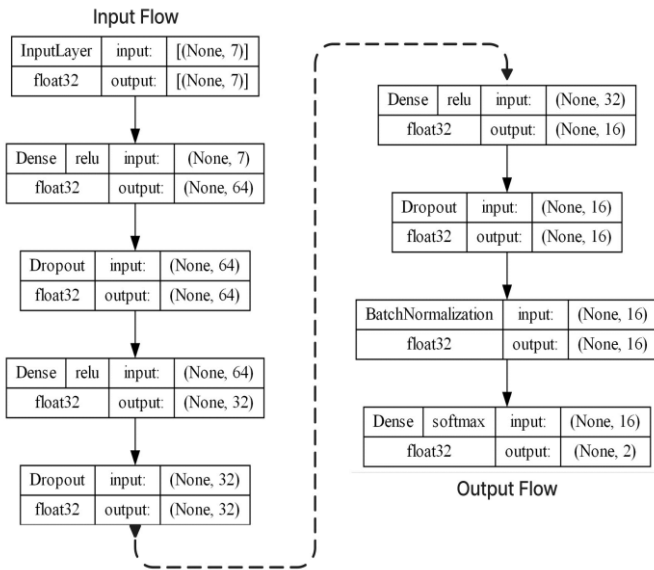 Input Flow
InputLayer input: [(None, 7)]
float32 output: [(None, 7)]
Dense relu input: (None, 7)
float32 output: (None, 64)
Dropout input: (None, 64)
float32 output: (None, 64)
Dense relu input: (None, 64)
float32 output: (None, 32)
Dropout input: (None, 32)
float32 output: (None, 32)
Dense relu input: (None, 32)
float32 output: (None, 16)
Dropout input: (None, 16)
float32 output: (None, 16)
BatchNormalization input: (None, 16)
float32 output: (None, 16)
Dense softmax input: (None, 16)
float32 output: (None, 2)
Output Flow